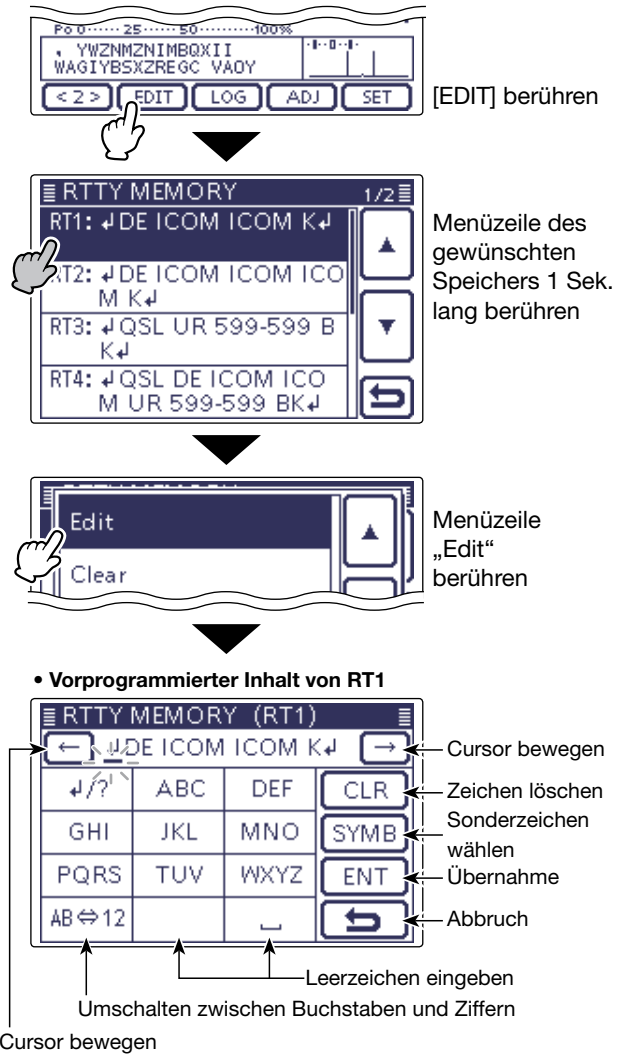 Po 0······ 25 ······ 50 ·········100%
. YWZNMZNIMBQXII
WAGIYBSXZREGC VAOY
< 2 > EDIT LOG ADJ SET
[EDIT] berühren
RTTY MEMORY 1/2
RT1: ↲DE ICOM ICOM K↲
RT2: ↲DE ICOM ICOM ICO
M K↲
RT3: ↲QSL UR 599-599 B
K↲
RT4: ↲QSL DE ICOM ICO
M UR 599-599 BK↲
Menüzeile des
gewünschten
Speichers 1 Sek.
lang berühren
Edit
Clear
Menüzeile
„Edit“
berühren
• Vorprogrammierter Inhalt von RT1
RTTY MEMORY (RT1)
← ↲DE ICOM ICOM K↲ →
↲/? ABC DEF CLR
GHI JKL MNO SYMB
PQRS TUV WXYZ ENT
AB⇔12 ⎵
Cursor bewegen
Zeichen löschen
Sonderzeichen
wählen
Übernahme
Abbruch
Leerzeichen eingeben
Umschalten zwischen Buchstaben und Ziffern
Cursor bewegen